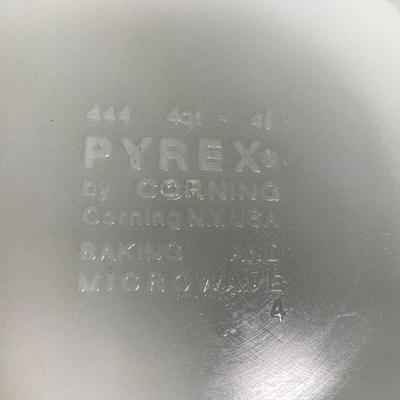 444 4qt - 4l
PYREX®
by CORNING
Corning N.Y. USA
BAKING AND
MICROWAVE
4